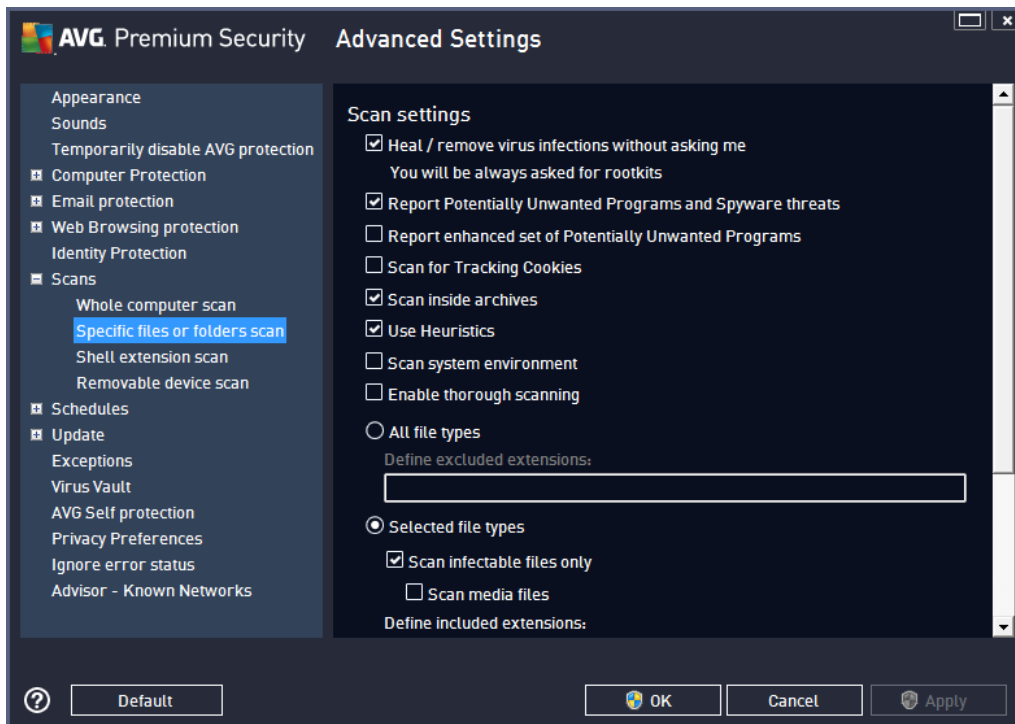 AVG. Premium Security
Advanced Settings
Appearance
Sounds
Temporarily disable AVG protection
Computer Protection
Email protection
Web Browsing protection
Identity Protection
Scans
Whole computer scan
Specific files or folders scan
Shell extension scan
Removable device scan
Schedules
Update
Exceptions
Virus Vault
AVG Self protection
Privacy Preferences
Ignore error status
Advisor - Known Networks
Scan settings
Heal / remove virus infections without asking me
You will be always asked for rootkits
Report Potentially Unwanted Programs and Spyware threats
Report enhanced set of Potentially Unwanted Programs
Scan for Tracking Cookies
Scan inside archives
Use Heuristics
Scan system environment
Enable thorough scanning
All file types
Define excluded extensions:
Selected file types
Scan infectable files only
Scan media files
Define included extensions:
Default
OK
Cancel
Apply